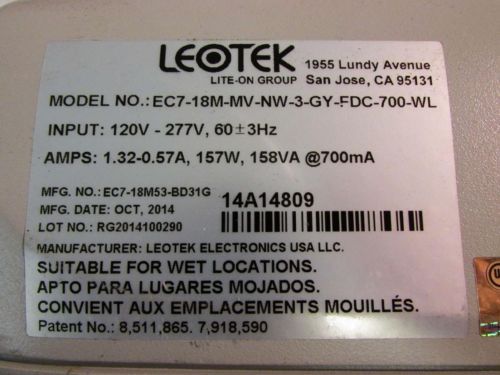 LEOTEK
LITE-ON GROUP
1955 Lundy Avenue
San Jose, CA 95131
MODEL NO.:EC7-18M-MV-NW-3-GY-FDC-700-WL
INPUT: 120V - 277V, 60±3Hz
AMPS: 1.32-0.57A, 157W, 158VA @700mA
MFG. NO.:EC7-18M53-BD31G
MFG. DATE: OCT, 2014
LOT NO.: RG2014100290
14A14809
MANUFACTURER: LEOTEK ELECTRONICS USA LLC.
SUITABLE FOR WET LOCATIONS.
APTO PARA LUGARES MOJADOS.
CONVIENT AUX EMPLACEMENTS MOUILLÉS.
Patent No.: 8,511,865. 7,918,590